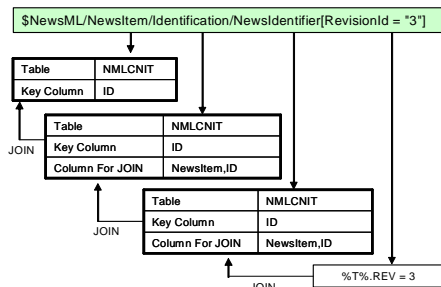 $NewsML/NewsItem/Identification/NewsIdentifier[RevisionId = "3"]
Table NMLCNIT
Key Column ID
JOIN
Table NMLCNIT
Key Column ID
Column For JOIN NewsItem,ID
JOIN
Table NMLCNIT
Key Column ID
Column For JOIN NewsItem,ID
JOIN
%T%.REV = 3